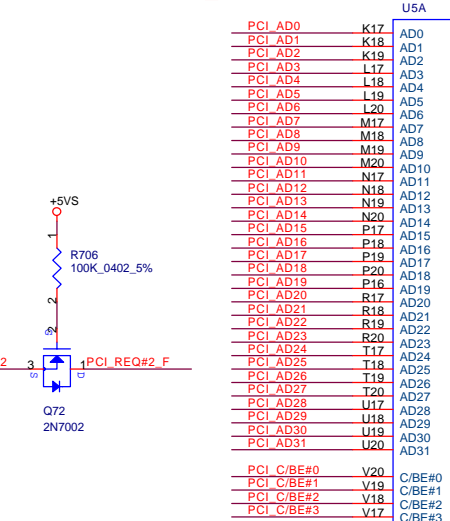 U5A
PCI_AD0 K17 AD0
PCI_AD1 K18 AD1
PCI_AD2 K19 AD2
PCI_AD3 L17 AD3
PCI_AD4 L18 AD4
PCI_AD5 L19 AD5
PCI_AD6 L20 AD6
PCI_AD7 M17 AD7
PCI_AD8 M18 AD8
PCI_AD9 M19 AD9
PCI_AD10 M20 AD10
PCI_AD11 N17 AD11
PCI_AD12 N18 AD12
PCI_AD13 N19 AD13
PCI_AD14 N20 AD14
PCI_AD15 P17 AD15
PCI_AD16 P18 AD16
PCI_AD17 P19 AD17
PCI_AD18 P20 AD18
PCI_AD19 P16 AD19
PCI_AD20 R17 AD20
PCI_AD21 R18 AD21
PCI_AD22 R19 AD22
PCI_AD23 R20 AD23
PCI_AD24 T17 AD24
PCI_AD25 T18 AD25
PCI_AD26 T19 AD26
PCI_AD27 T20 AD27
PCI_AD28 U17 AD28
PCI_AD29 U18 AD29
PCI_AD30 U19 AD30
PCI_AD31 U20 AD31
PCI_C/BE#0 V20 C/BE#0
PCI_C/BE#1 V19 C/BE#1
PCI_C/BE#2 V18 C/BE#2
PCI_C/BE#3 V17 C/BE#3
+5VS
1
R706
100K_0402_5%
2
G
2
2 3 1 PCI_REQ#2_F
S D
Q72
2N7002